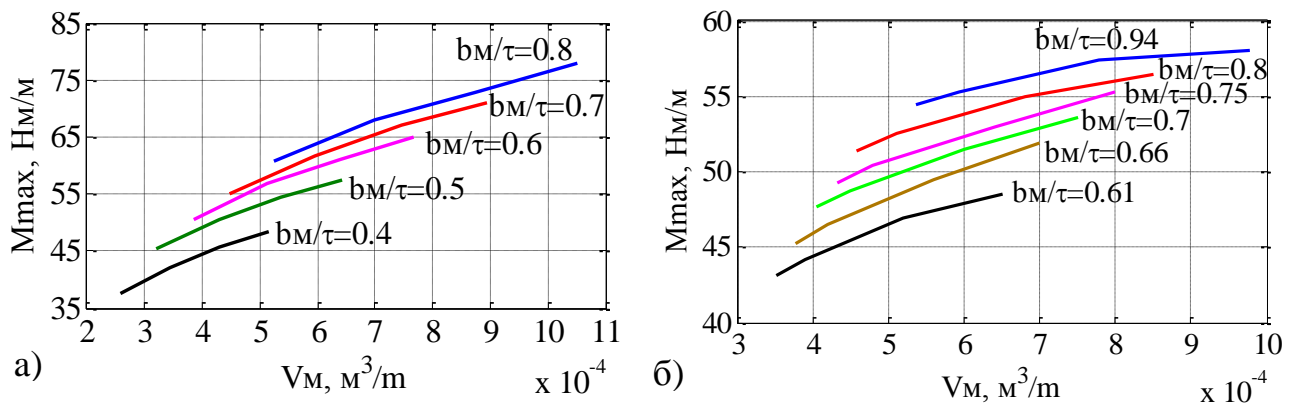 85
75
65
55
45
35
Mmax, Нм/м
bм/τ=0.8
bм/τ=0.7
bм/τ=0.6
bм/τ=0.5
bм/τ=0.4
2 3 4 5 6 7 8 9 10 11
Vм, м³/m
x 10⁻⁴
а)
60
55
50
45
40
Mmax, Нм/м
bм/τ=0.94
bм/τ=0.8
bм/τ=0.75
bм/τ=0.7
bм/τ=0.66
bм/τ=0.61
3 4 5 6 7 8 9 10
Vм, м³/m
x 10⁻⁴
б)